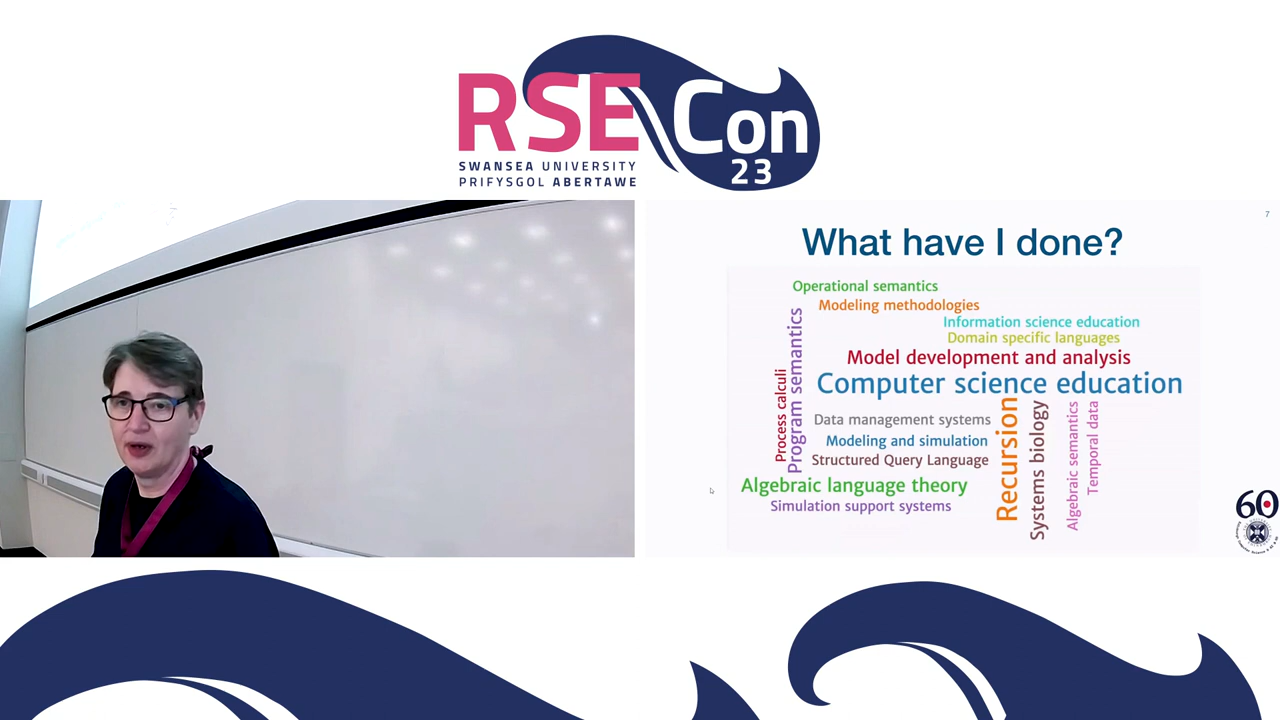 RSE Con
SWANSEA UNIVERSITY
PRIFYSGOL ABERTAWE
23
7
What have I done?
Operational semantics
Modeling methodologies
Information science education
Domain specific languages
Model development and analysis
Computer science education
Process calculi
Program semantics
Data management systems
Modeling and simulation
Structured Query Language
Algebraic language theory
Simulation support systems
Recursion
Systems biology
Algebraic semantics
Temporal data
60